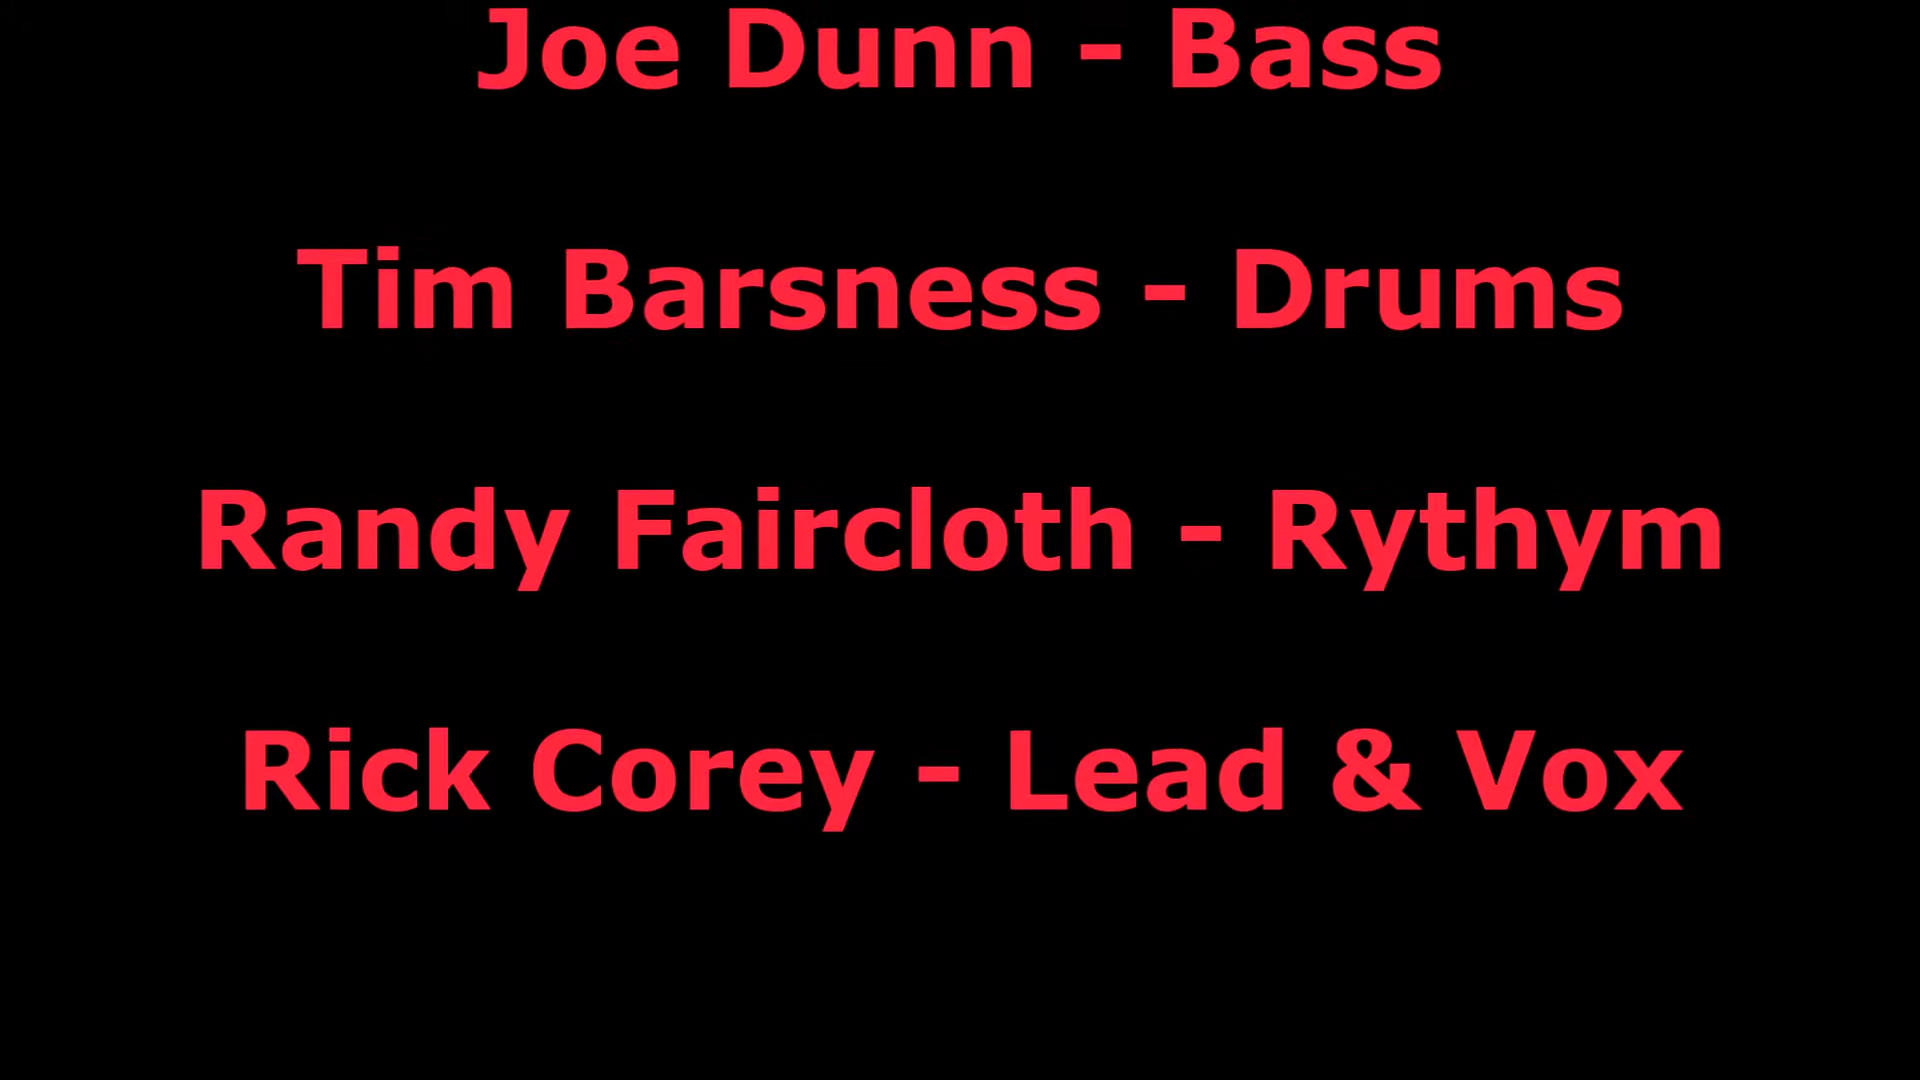 Joe Dunn - Bass
Tim Barsness - Drums
Randy Faircloth - Rythym
Rick Corey - Lead & Vox